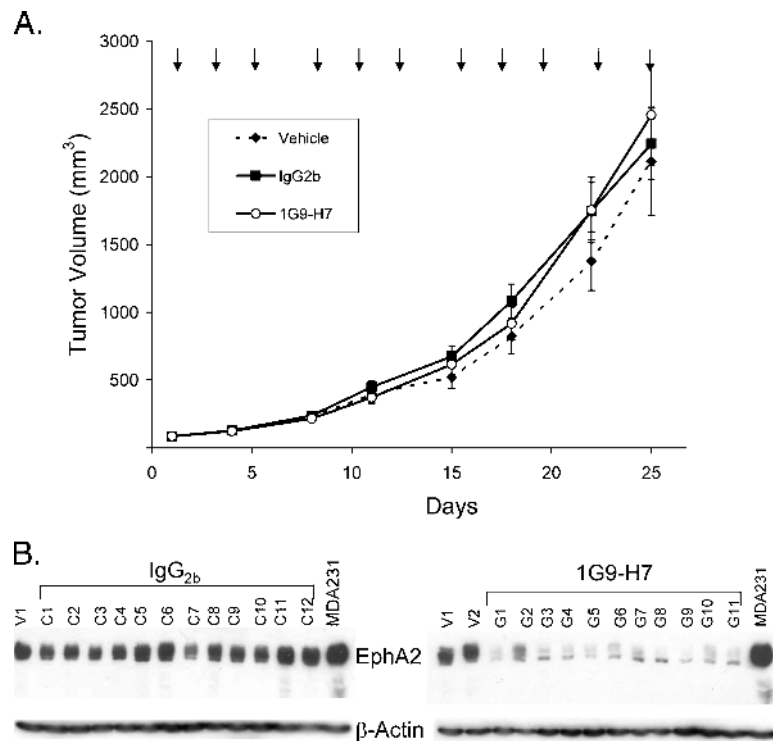 A.
3000
2500
2000
1500
1000
500
Tumor Volume (mm³)
Vehicle
IgG2b
1G9-H7
0 5 10 15 20 25
Days
B.
IgG₂b 1G9-H7
V1 C1 C2 C3 C4 C5 C6 C7 C8 C9 C10 C11 C12 MDA231 V1 V2 G1 G2 G3 G4 G5 G6 G7 G8 G9 G10 G11 MDA231
EphA2
β-Actin